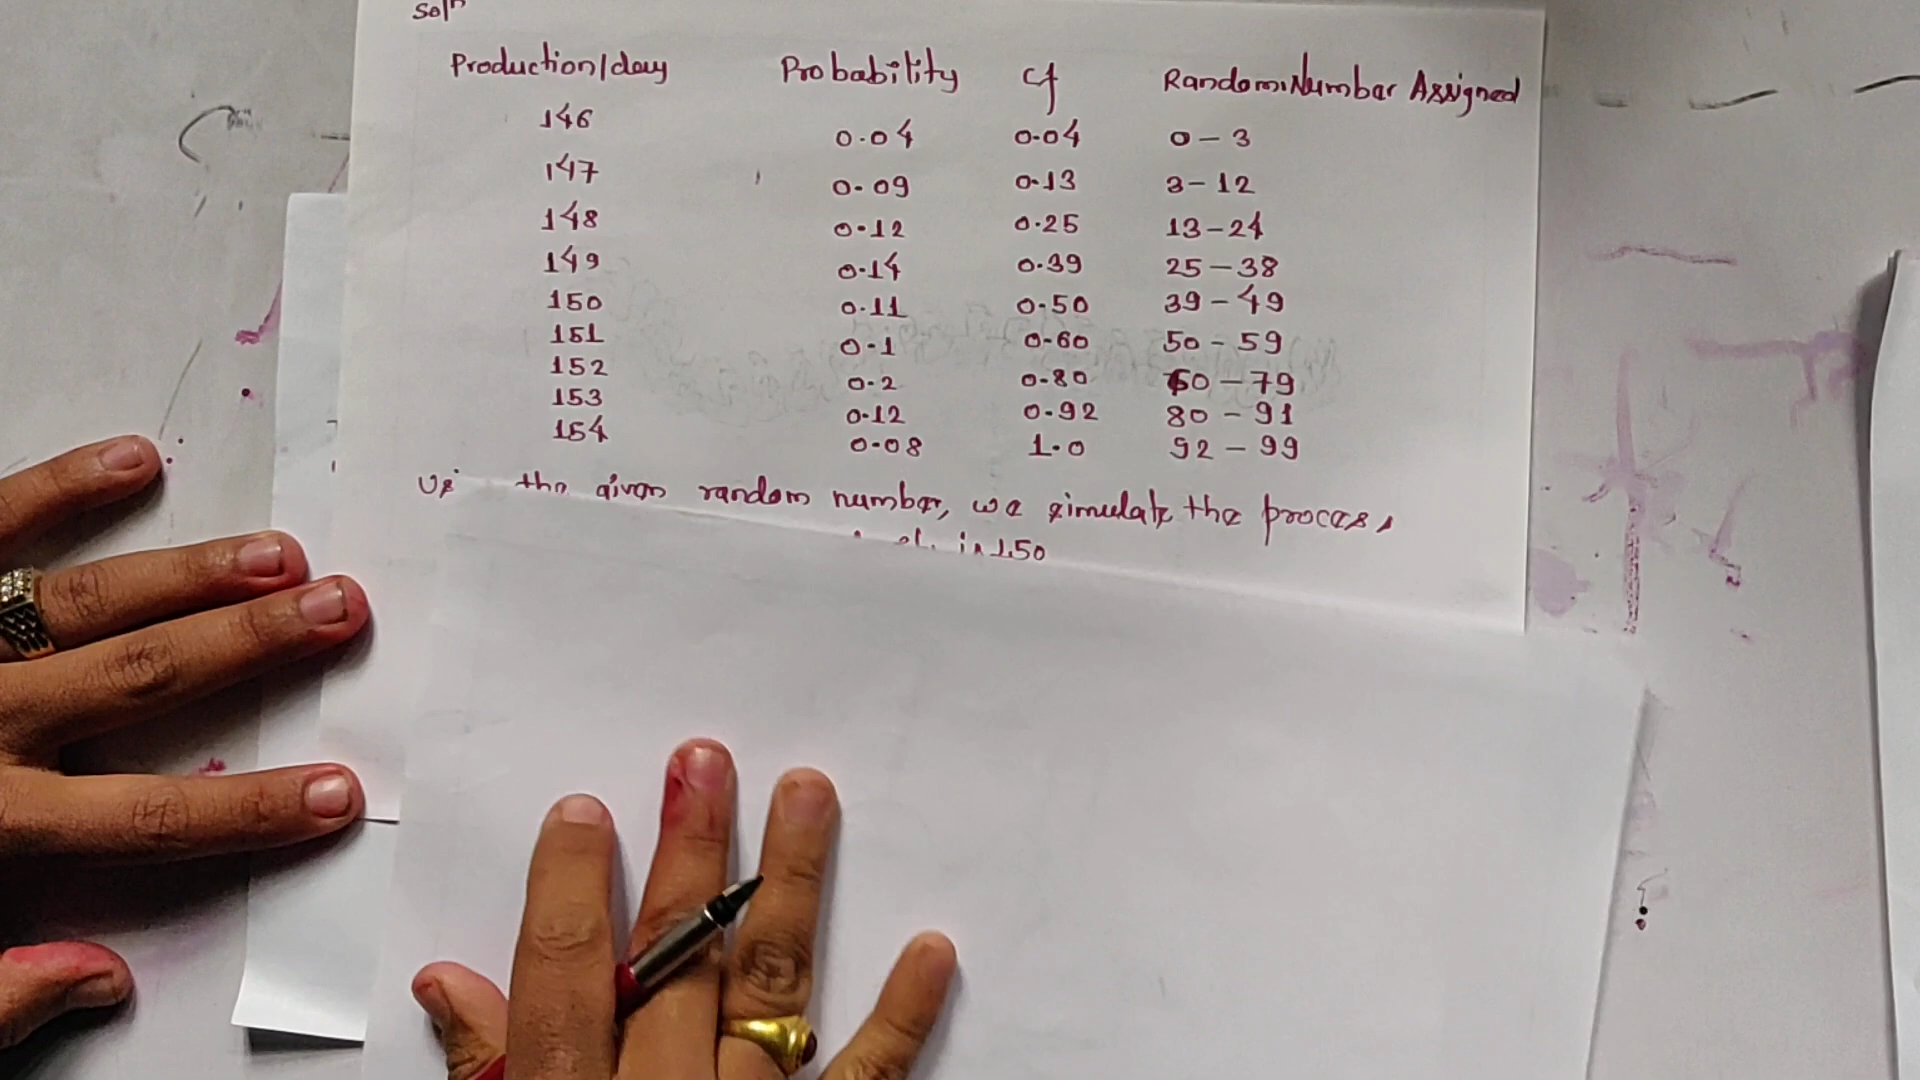 Solⁿ
Production/day Probability cf Random Number Assigned
146 0.04 0.04 0-3
147 0.09 0.13 3-12
148 0.12 0.25 13-24
149 0.14 0.39 25-38
150 0.11 0.50 39-49
151 0.1 0.60 50-59
152 0.2 0.80 60-79
153 0.12 0.92 80-91
154 0.08 1.0 92-99
the given random number, we simulate the process,
is 150